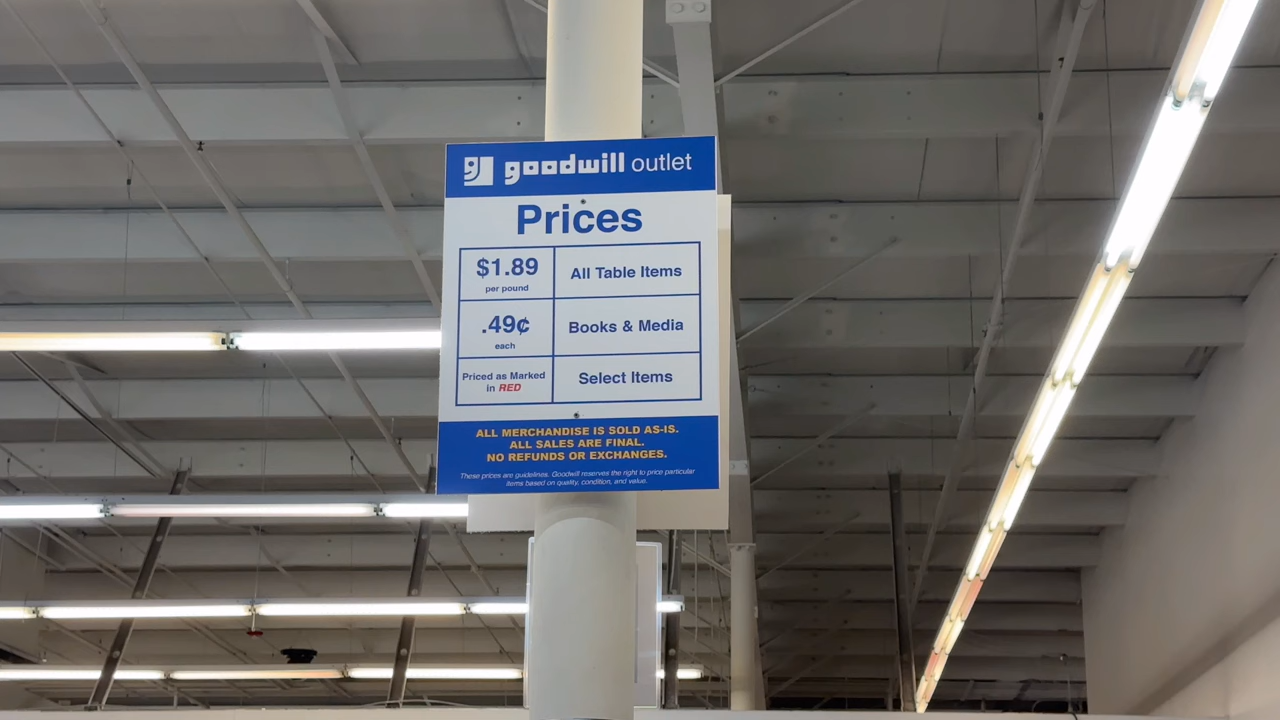 goodwill outlet
Prices
$1.89
per pound
All Table Items
.49¢
each
Books & Media
Priced as Marked
in RED
Select Items
ALL MERCHANDISE IS SOLD AS-IS.
ALL SALES ARE FINAL.
NO REFUNDS OR EXCHANGES.
These prices are guidelines. Goodwill reserves the right to price particular
items based on quality, condition, and value.